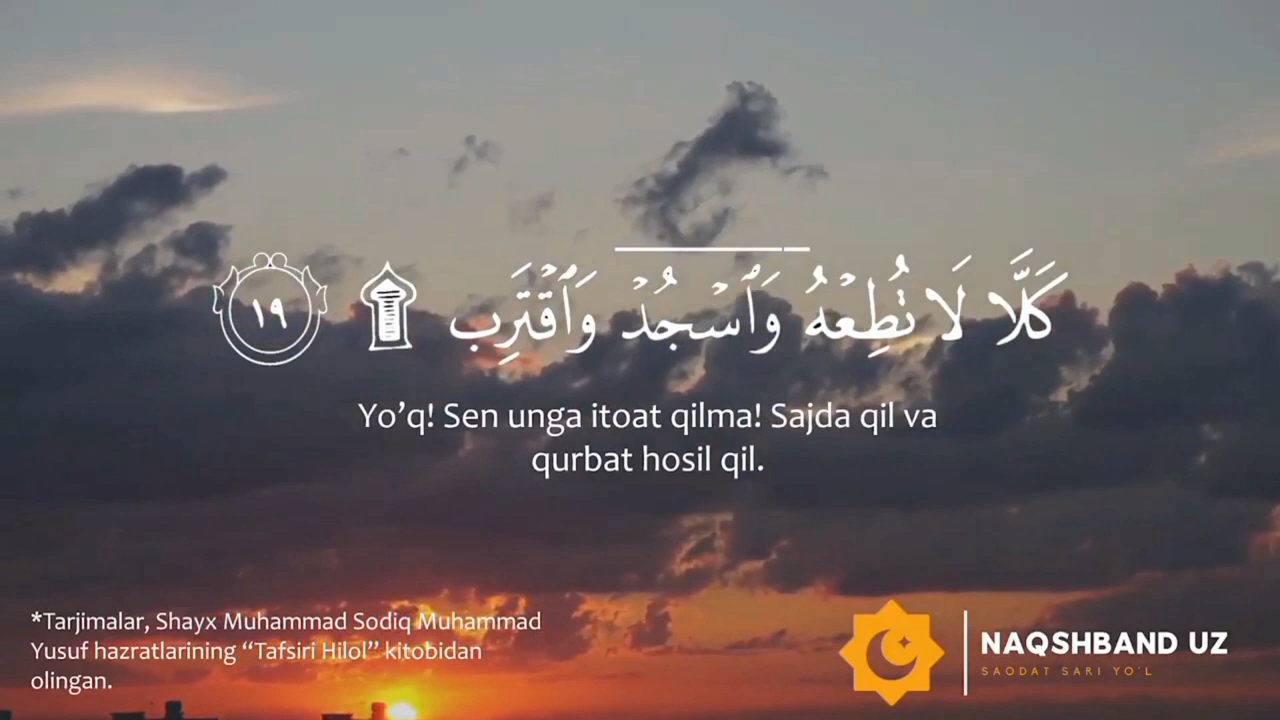 كَلَّا لَا تُطِعْهُ وَٱسْجُدْ وَٱقْتَرِب ۩ ١٩
Yo’q! Sen unga itoat qilma! Sajda qil va
qurbat hosil qil.
*Tarjimalar, Shayx Muhammad Sodiq Muhammad
Yusuf hazratlarining “Tafsiri Hilol” kitobidan
olingan.
NAQSHBAND UZ
SAODAT SARI YO'L